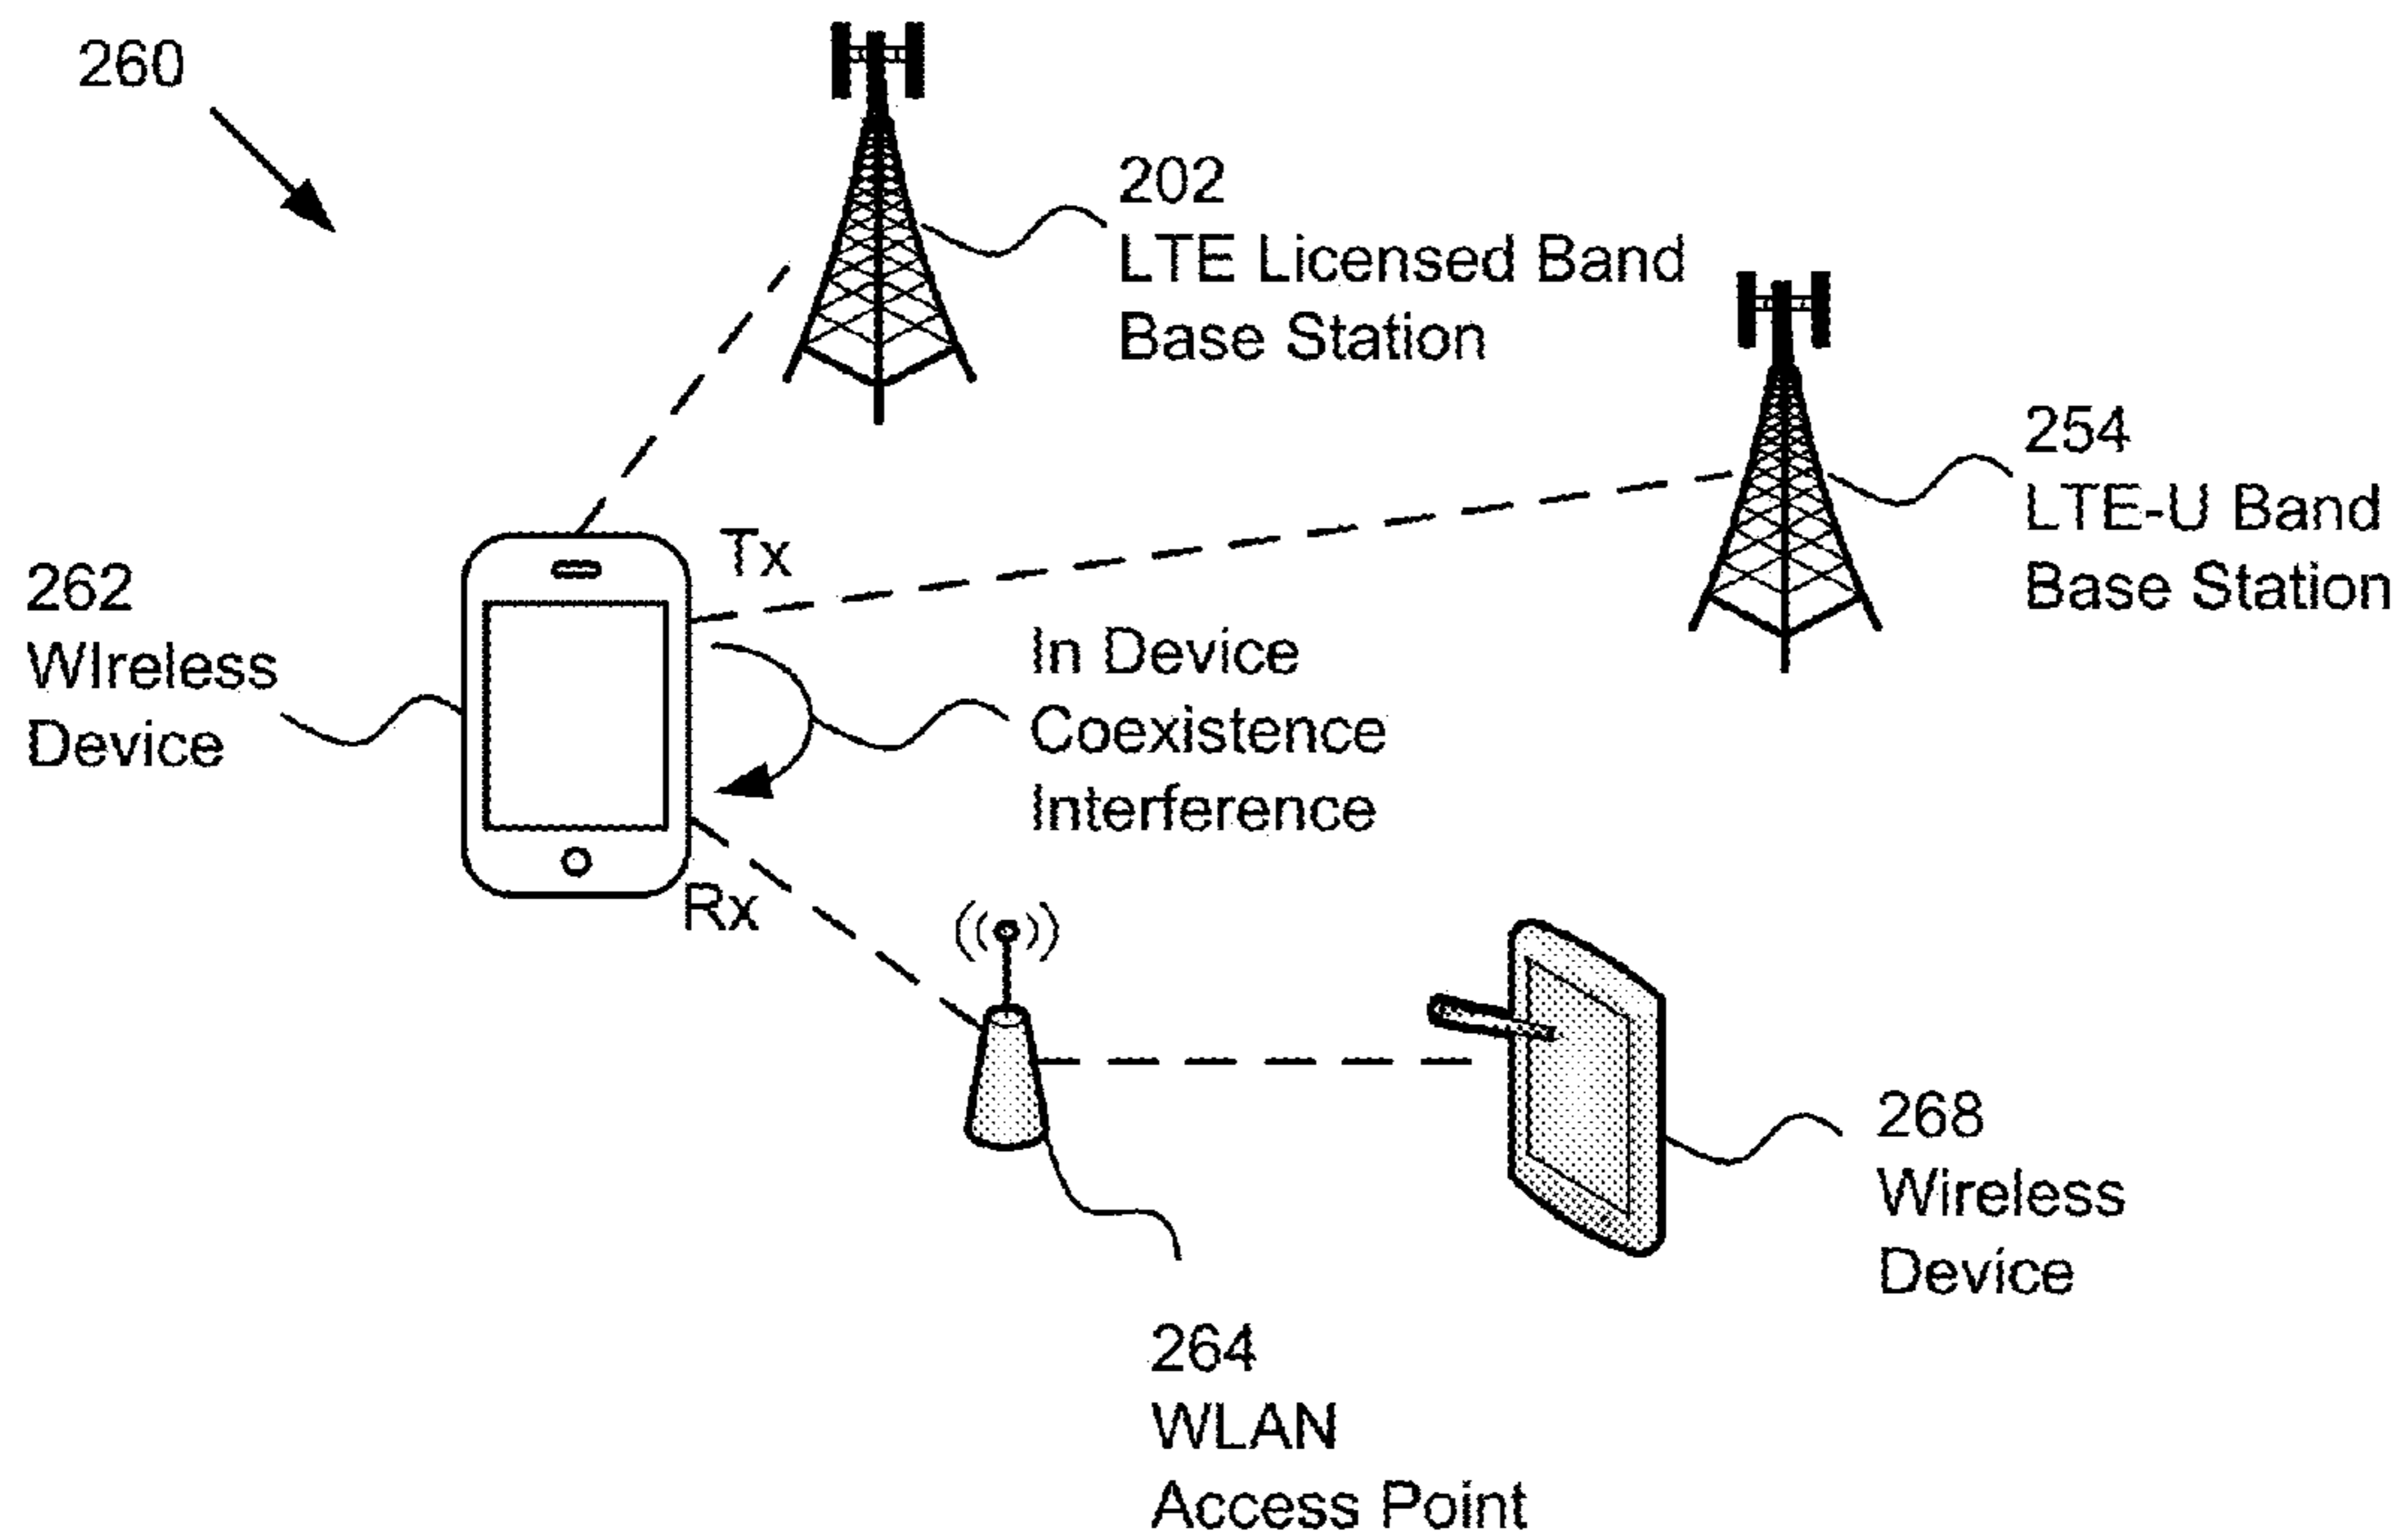 260
202
LTE Licensed Band
Base Station
254
LTE-U Band
Base Station
Tx
262
WIreless
Device
In Device
Coexistence
Interference
Rx
268
Wireless
Device
264
WLAN
Access Point